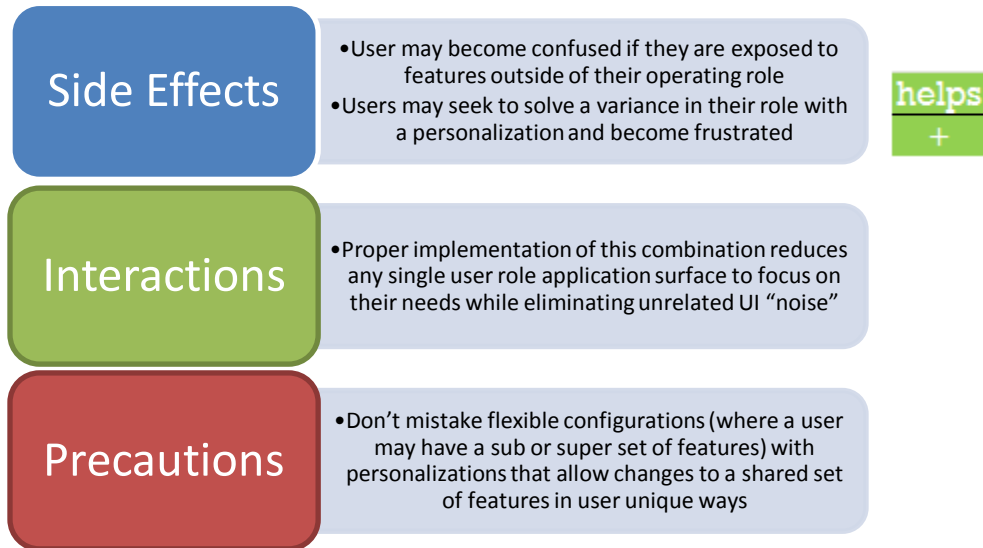 Side Effects
•User may become confused if they are exposed to
features outside of their operating role
•Users may seek to solve a variance in their role with
a personalization and become frustrated
helps
+
Interactions
•Proper implementation of this combination reduces
any single user role application surface to focus on
their needs while eliminating unrelated UI “noise”
Precautions
•Don’t mistake flexible configurations (where a user
may have a sub or super set of features) with
personalizations that allow changes to a shared set
of features in user unique ways